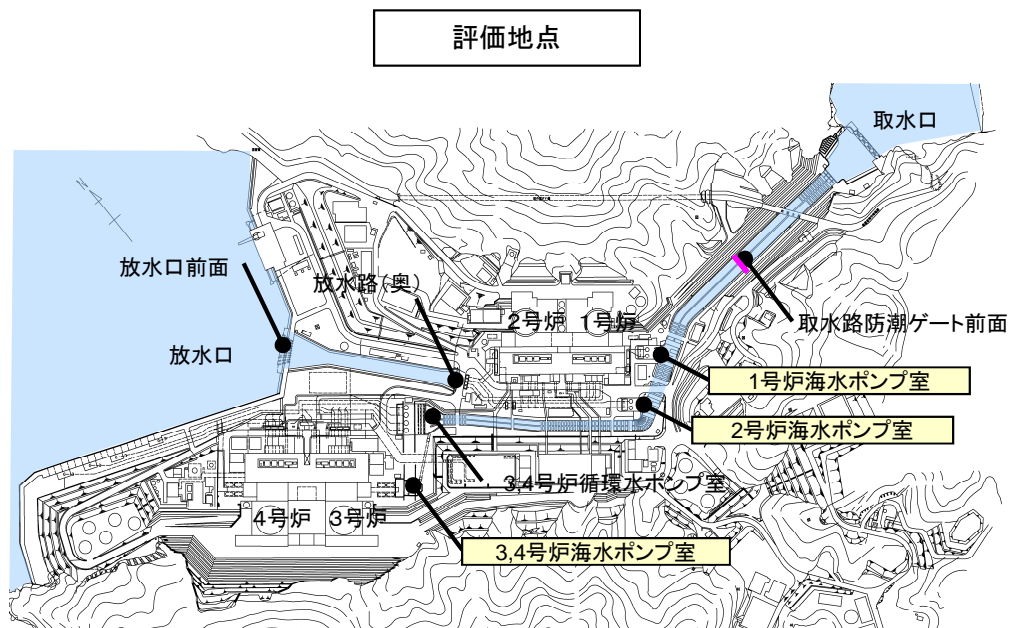 評価地点
取水口
放水口前面
放水路(奥)
2号炉 1号炉
取水路防潮ゲート前面
放水口
1号炉海水ポンプ室
2号炉海水ポンプ室
3,4号炉循環水ポンプ室
4号炉 3号炉
3,4号炉海水ポンプ室